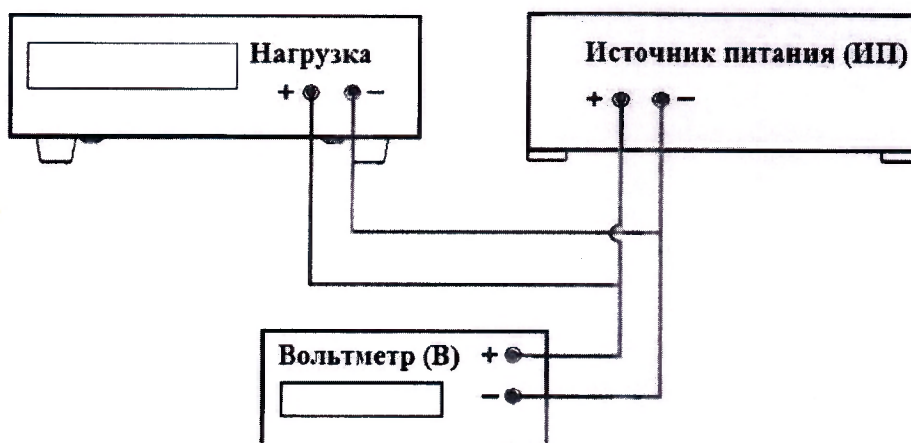 Нагрузка
+ −
Источник питания (ИП)
+ −
Вольтметр (В) +
−